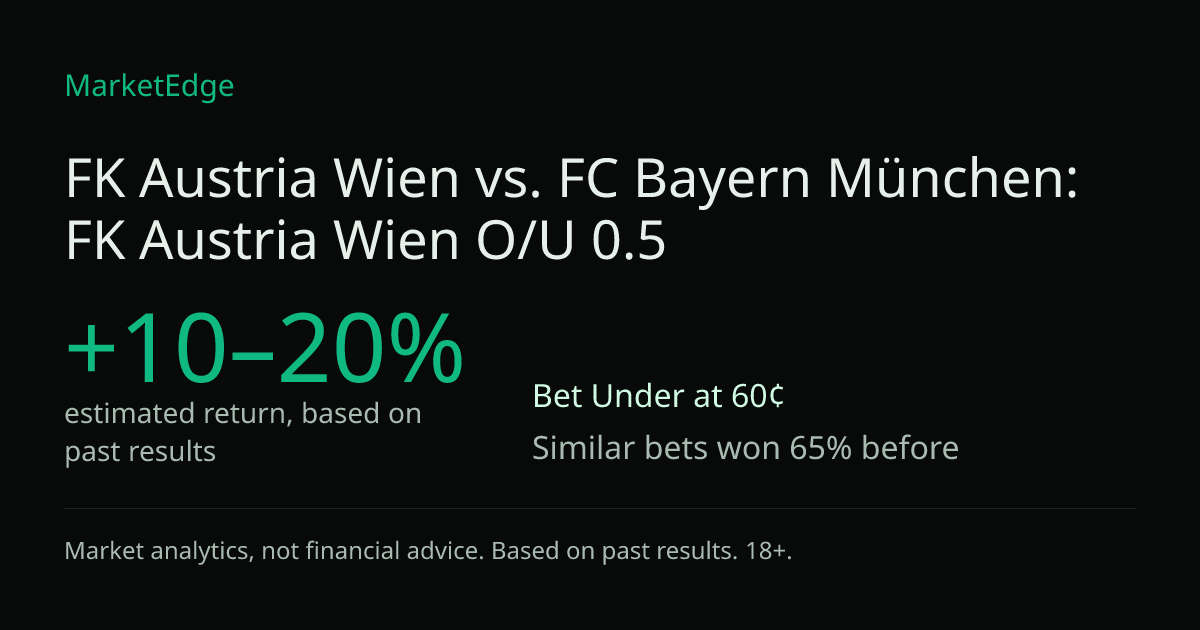 MarketEdge
FK Austria Wien vs. FC Bayern München:
FK Austria Wien O/U 0.5
+10–20%
estimated return, based on
past results
Bet Under at 60¢
Similar bets won 65% before
Market analytics, not financial advice. Based on past results. 18+.